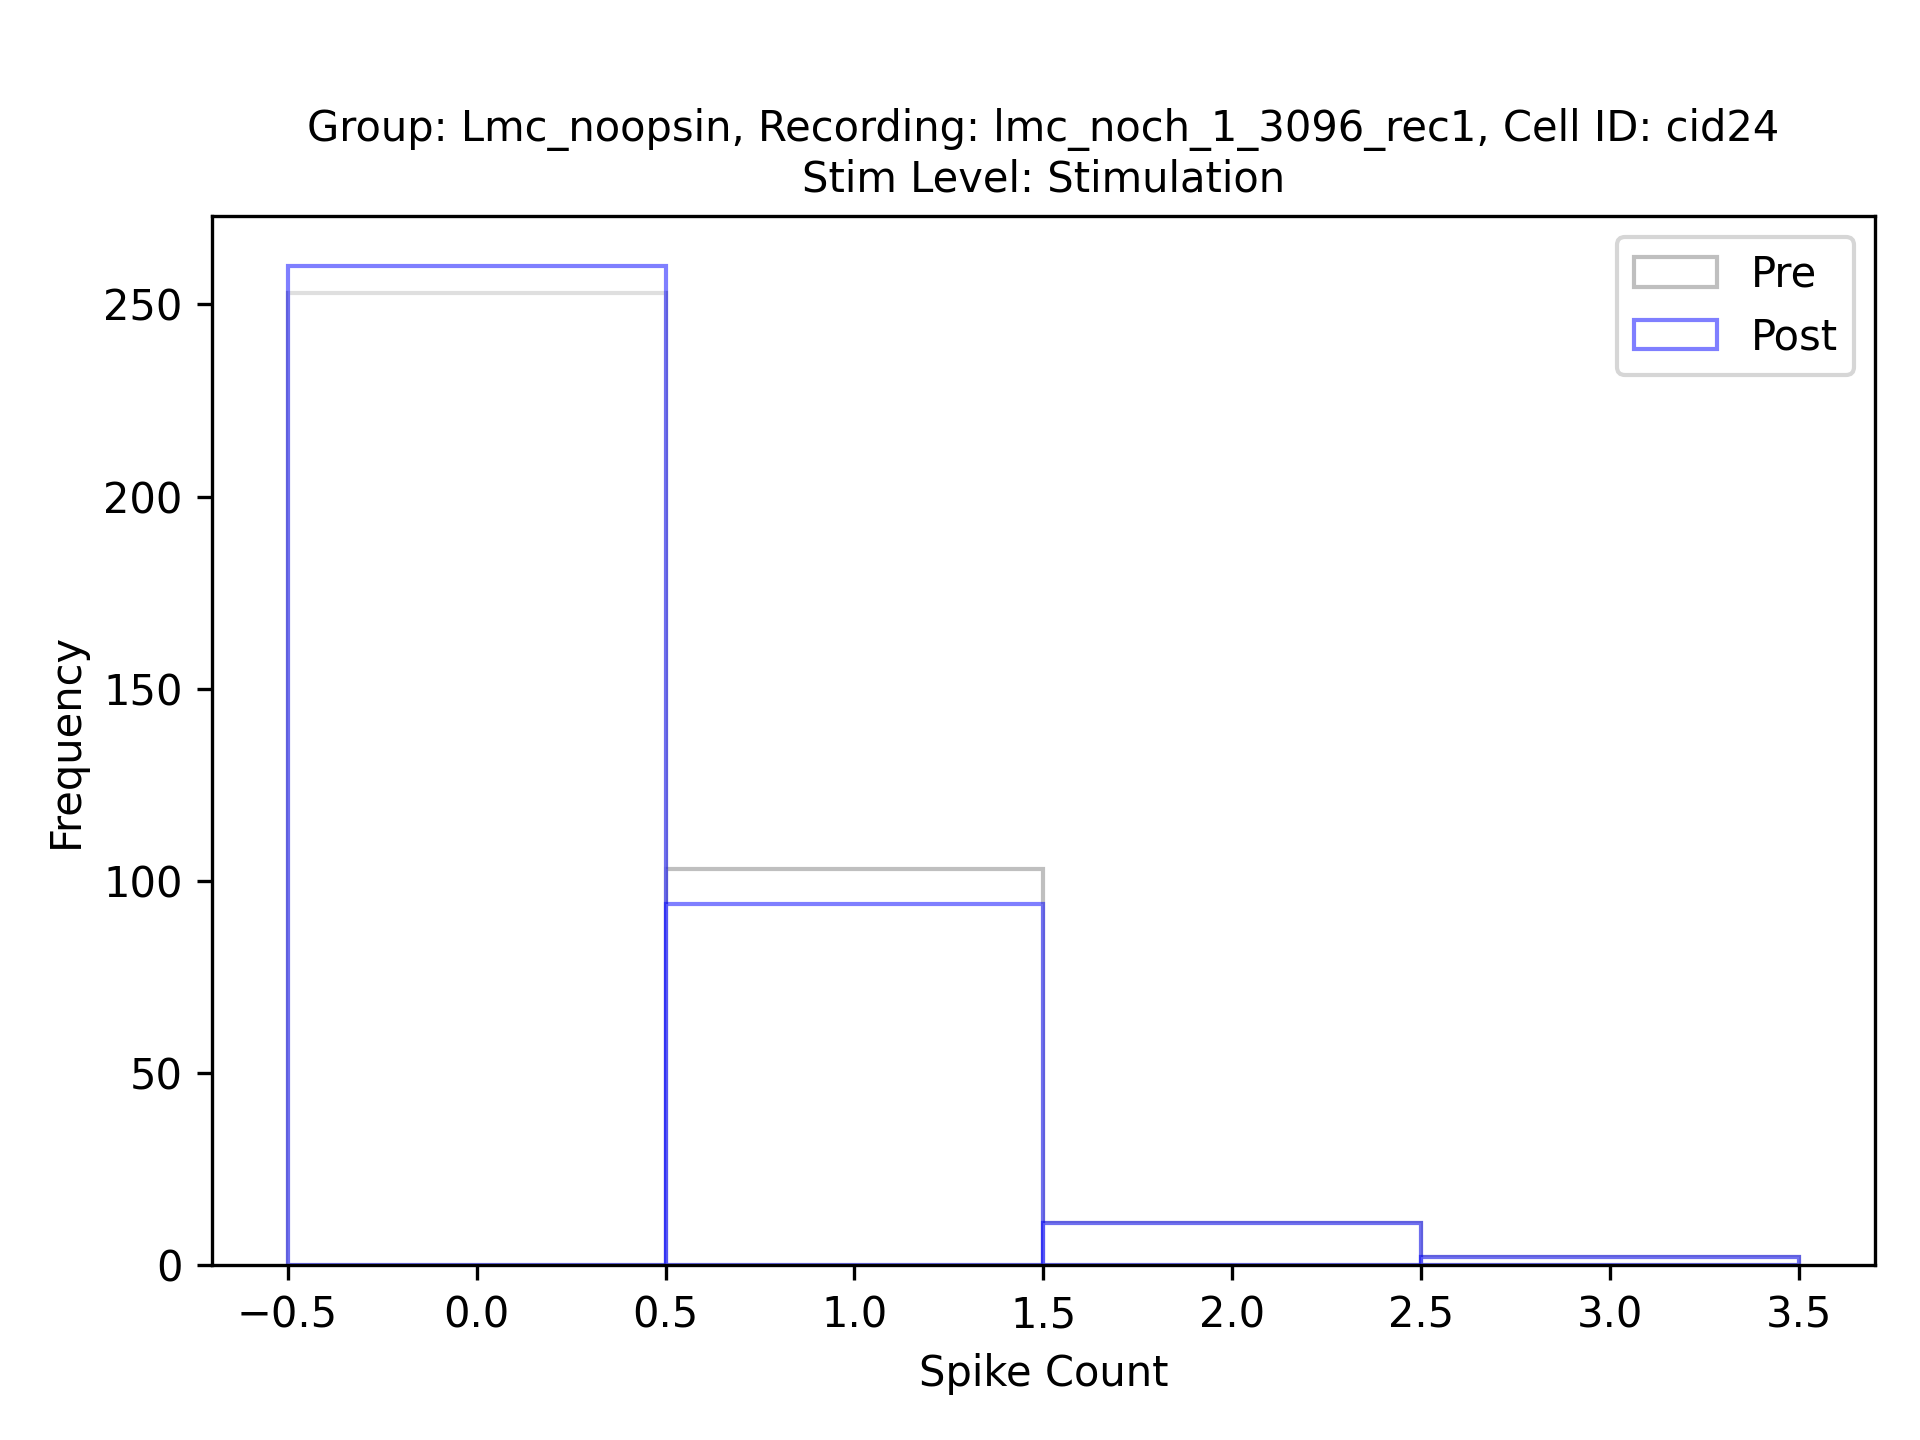 Group: Lmc_noopsin, Recording: lmc_noch_1_3096_rec1, Cell ID: cid24
Stim Level: Stimulation
Pre
Post
Frequency
250
200
150
100
50
0
−0.5 0.0 0.5 1.0 1.5 2.0 2.5 3.0 3.5
Spike Count